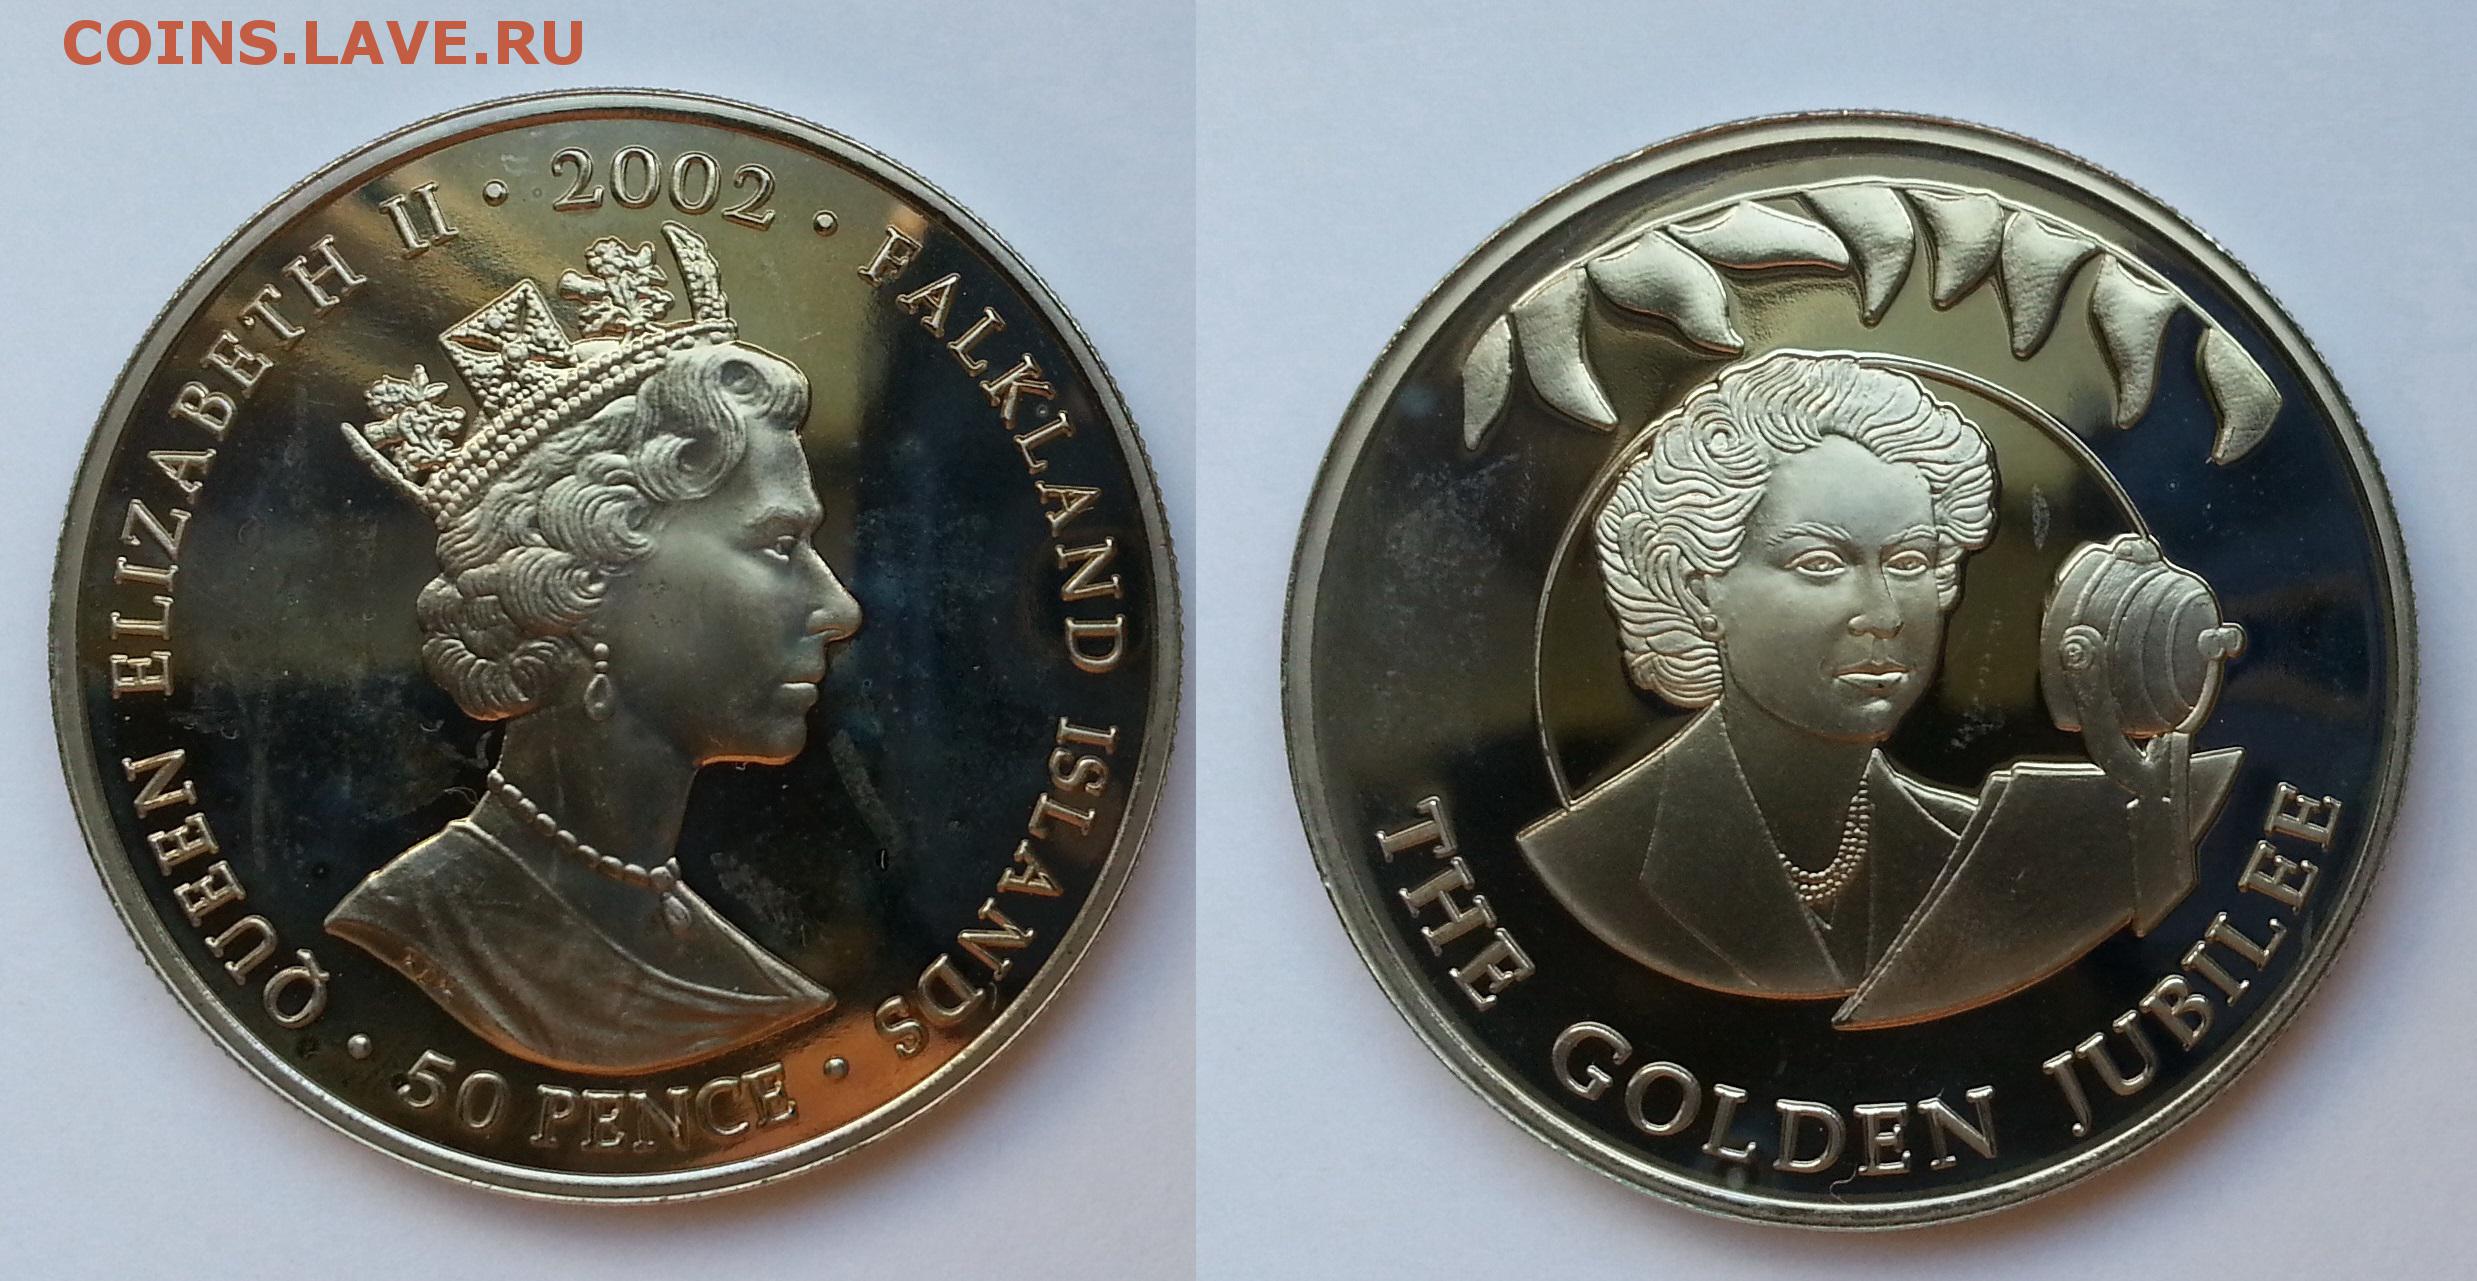 COINS.LAVE.RU
QUEEN ELIZABETH II · 2002 · FALKLAND ISLANDS
· 50 PENCE ·
THE GOLDEN JUBILEE